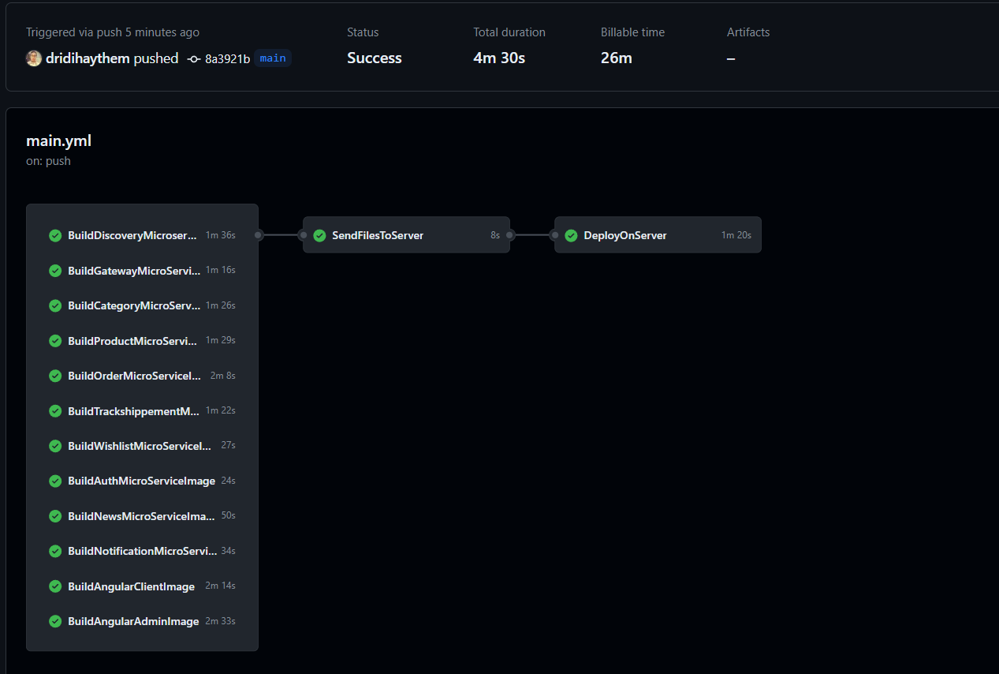 Triggered via push 5 minutes ago
Status
Total duration
Billable time
Artifacts
dridihaythem pushed 8a3921b main
Success
4m 30s
26m
–
main.yml
on: push
BuildDiscoveryMicroser... 1m 36s
SendFilesToServer 8s
DeployOnServer 1m 20s
BuildGatewayMicroServi... 1m 16s
BuildCategoryMicroServ... 1m 26s
BuildProductMicroServi... 1m 29s
BuildOrderMicroServiceI... 2m 8s
BuildTrackshippementM... 1m 22s
BuildWishlistMicroServiceI... 27s
BuildAuthMicroServiceImage 24s
BuildNewsMicroServiceIma... 50s
BuildNotificationMicroServi... 34s
BuildAngularClientImage 2m 14s
BuildAngularAdminImage 2m 33s